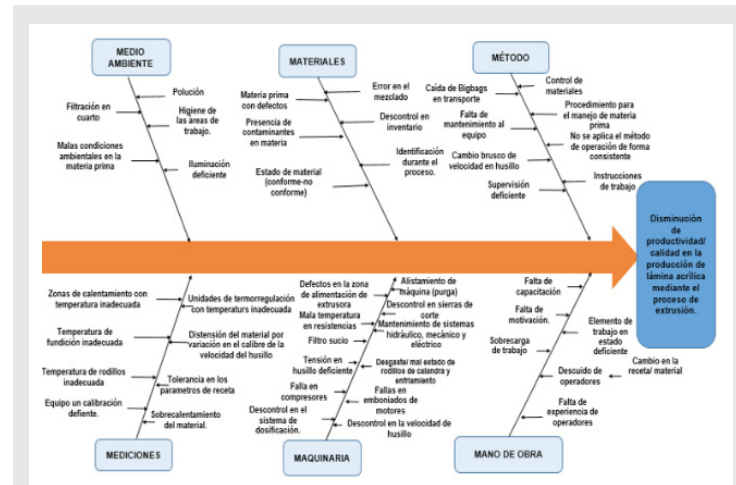 MEDIO
AMBIENTE
MATERIALES
MÉTODO
Polución
Filtración en
cuarto
Higiene de
las áreas de
trabajo.
Malas condiciones
ambientales en la
materia prima
Iluminación
deficiente
Materia prima
con defectos
Error en el
mezclado
Presencia de
contaminantes
en materia
Descontrol en
inventario
Identificación
durante el
proceso.
Estado de material
(conforme-no
conforme)
Caída de Bigbags
en transporte
Control de
materiales
Falta de
mantenimiento al
equipo
Procedimiento para
el manejo de materia
prima
No se aplica el método
de operación de forma
consistente
Cambio brusco de
velocidad en husillo
Instrucciones
de trabajo
Supervisión
deficiente
Disminución
de
productividad/
calidad en la
producción de
lámina acrílica
mediante el
proceso de
extrusión.
Zonas de calentamiento con
temperatura inadecuada
Unidades de termorregulación
con temperaturs inadecuada
Temperatura de
fundición inadecuada
Distensión del material por
variación en el calibre de la
velocidad del husillo
Temperatura de rodillos
inadecuada
Tolerancia en los
parametros de receta
Equipo un calibración
defiente.
Sobrecalentamiento
del material.
Defectos en la zona
de alimentación de
extrusora
Alistamiento de
máquina (purga)
Descontrol en sierras de
corte
Mala temperatura
en resistencias
Mantenimiento de sistemas
hidráulico, mecánico y
eléctrico
Filtro sucio
Tensión en
husillo deficiente
Desgaste/ mal estado de
rodillos de calandra y
enfriamiento
Falla en
compresores
Fallas en
emboniados de
motores
Descontrol en el
sistema de
dosificación.
Descontrol en la velocidad de
husillo
Falta de
capacitación
Falta de
motivación.
Elemento de
trabajo en
estado
deficiente
Sobrecarga
de trabajo
Descuido de
operadores
Cambio en la
receta/ material
Falta de
experiencia de
operadores
MEDICIONES
MAQUINARIA
MANO DE OBRA